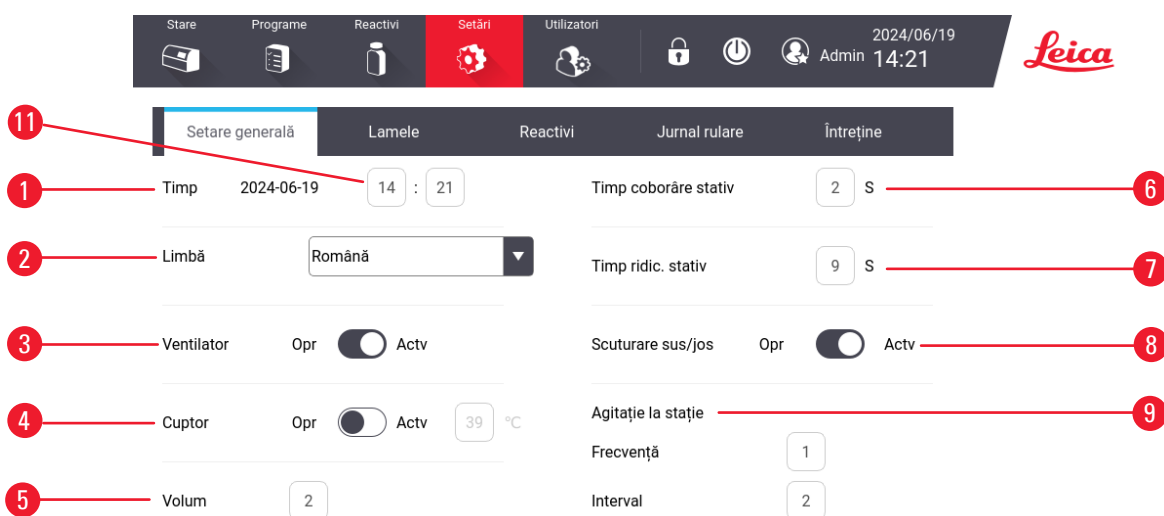 Stare Programe Reactivi Setări Utilizatori
Admin 2024/06/19
14:21
Leica
Setare generală Lamele Reactivi Jurnal rulare Întreține
11
1 Timp 2024-06-19 14 : 21 Timp coborâre stativ 2 S 6
2 Limbă Română Timp ridic. stativ 9 S 7
3 Ventilator Opr Actv Scuturare sus/jos Opr Actv 8
4 Cuptor Opr Actv 39 °C Agitație la stație 9
Frecvență 1
5 Volum 2 Interval 2